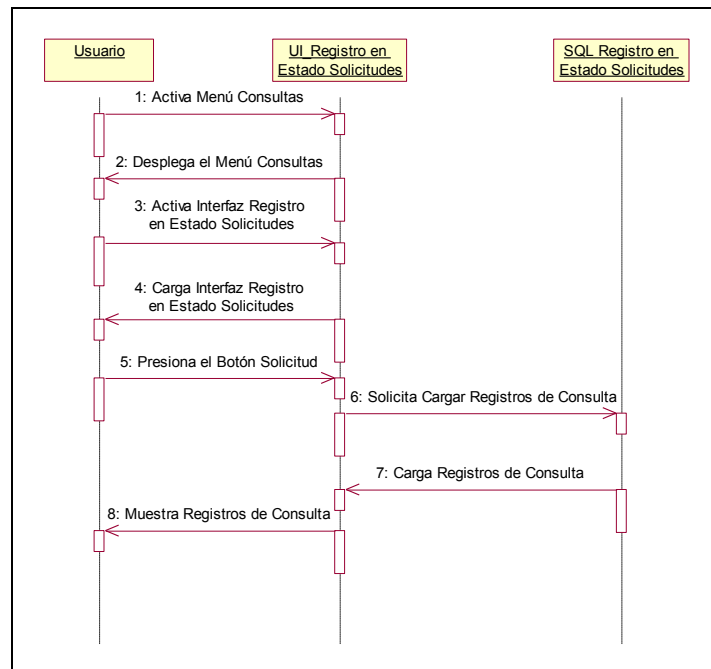 Usuario
UI_Registro en
Estado Solicitudes
SQL Registro en
Estado Solicitudes
1: Activa Menú Consultas
2: Desplega el Menú Consultas
3: Activa Interfaz Registro
en Estado Solicitudes
4: Carga Interfaz Registro
en Estado Solicitudes
5: Presiona el Botón Solicitud
6: Solicita Cargar Registros de Consulta
7: Carga Registros de Consulta
8: Muestra Registros de Consulta